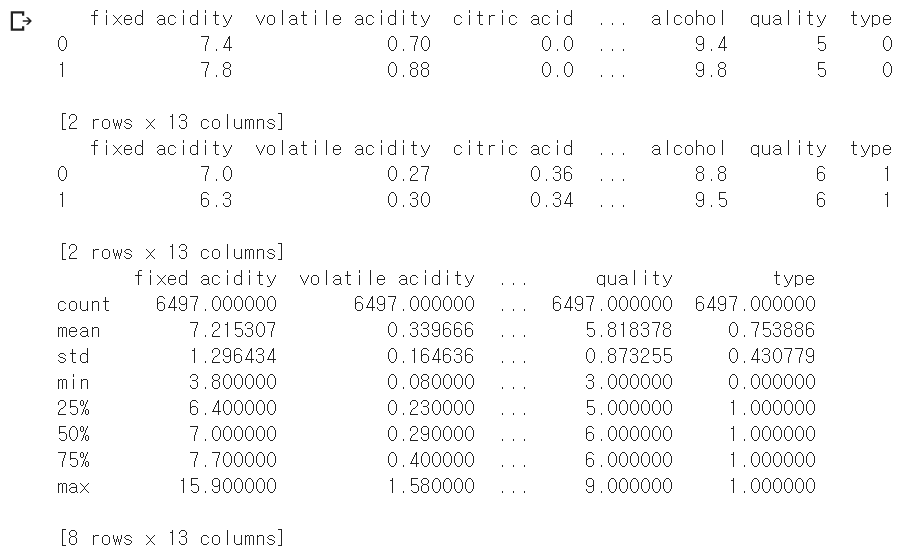 fixed acidity  volatile acidity  citric acid  ...  alcohol  quality  type
0            7.4              0.70          0.0  ...      9.4        5     0
1            7.8              0.88          0.0  ...      9.8        5     0
[2 rows x 13 columns]
fixed acidity  volatile acidity  citric acid  ...  alcohol  quality  type
0            7.0              0.27         0.36  ...      8.8        6     1
1            6.3              0.30         0.34  ...      9.5        6     1
[2 rows x 13 columns]
fixed acidity  volatile acidity  ...      quality         type
count    6497.000000       6497.000000  ...  6497.000000  6497.000000
mean        7.215307          0.339666  ...     5.818378     0.753886
std         1.296434          0.164636  ...     0.873255     0.430779
min         3.800000          0.080000  ...     3.000000     0.000000
25%         6.400000          0.230000  ...     5.000000     1.000000
50%         7.000000          0.290000  ...     6.000000     1.000000
75%         7.700000          0.400000  ...     6.000000     1.000000
max        15.900000          1.580000  ...     9.000000     1.000000
[8 rows x 13 columns]